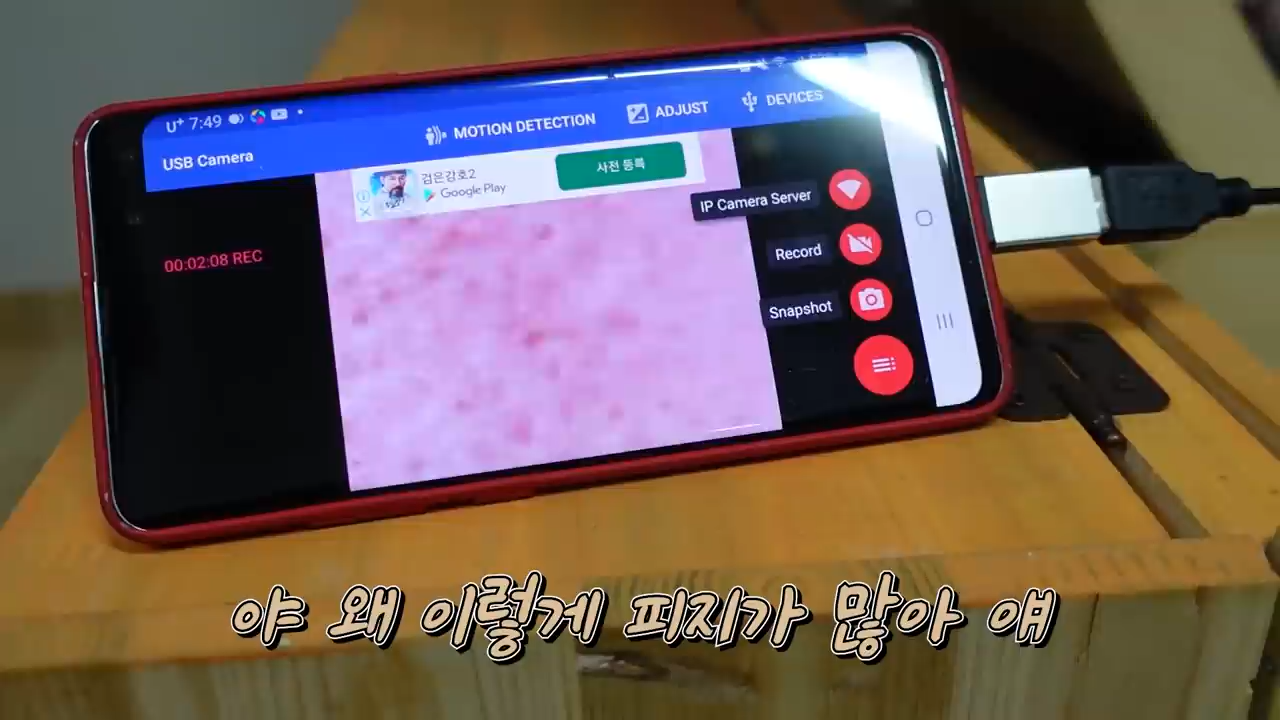 U+ 7:49
MOTION DETECTION
ADJUST
DEVICES
USB Camera
검은강호2
Google Play
사전 등록
IP Camera Server
00:02:08 REC
Record
Snapshot
야 왜 이렇게 피지가 많아 얘